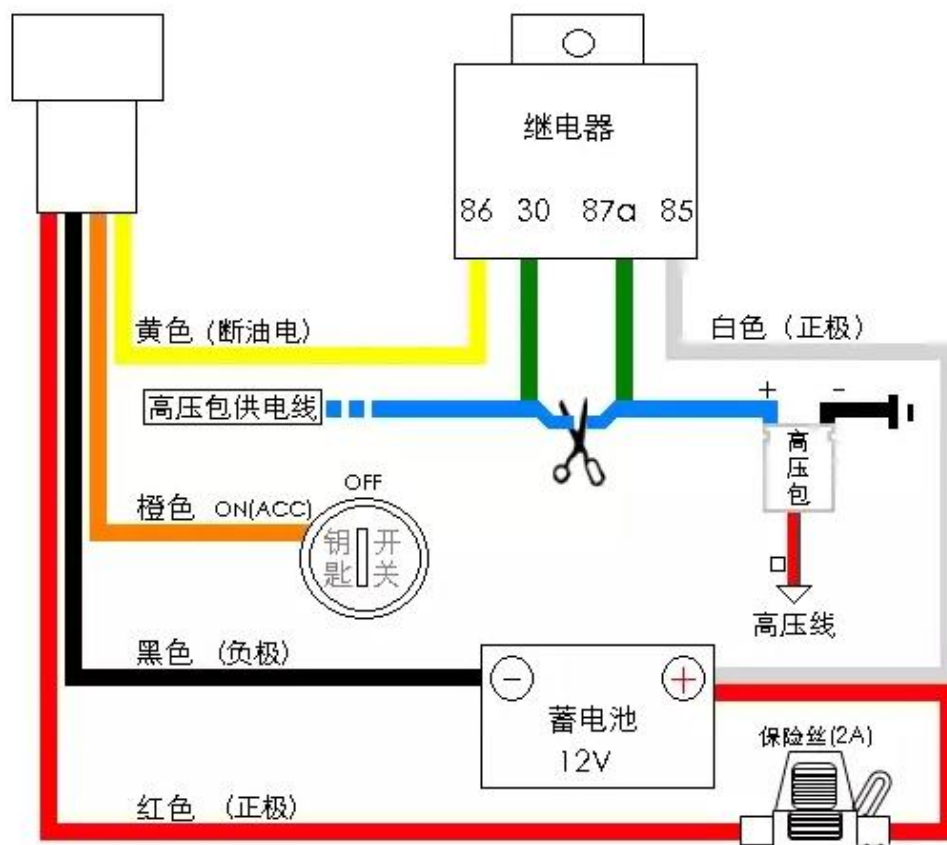 继电器
86 30 87a 85
黄色 (断油电)
白色 (正极)
高压包供电线
+ -
高压包
OFF
橙色 ON(ACC)
钥匙 开关
高压线
黑色 (负极)
- +
蓄电池
12V
保险丝(2A)
红色 (正极)